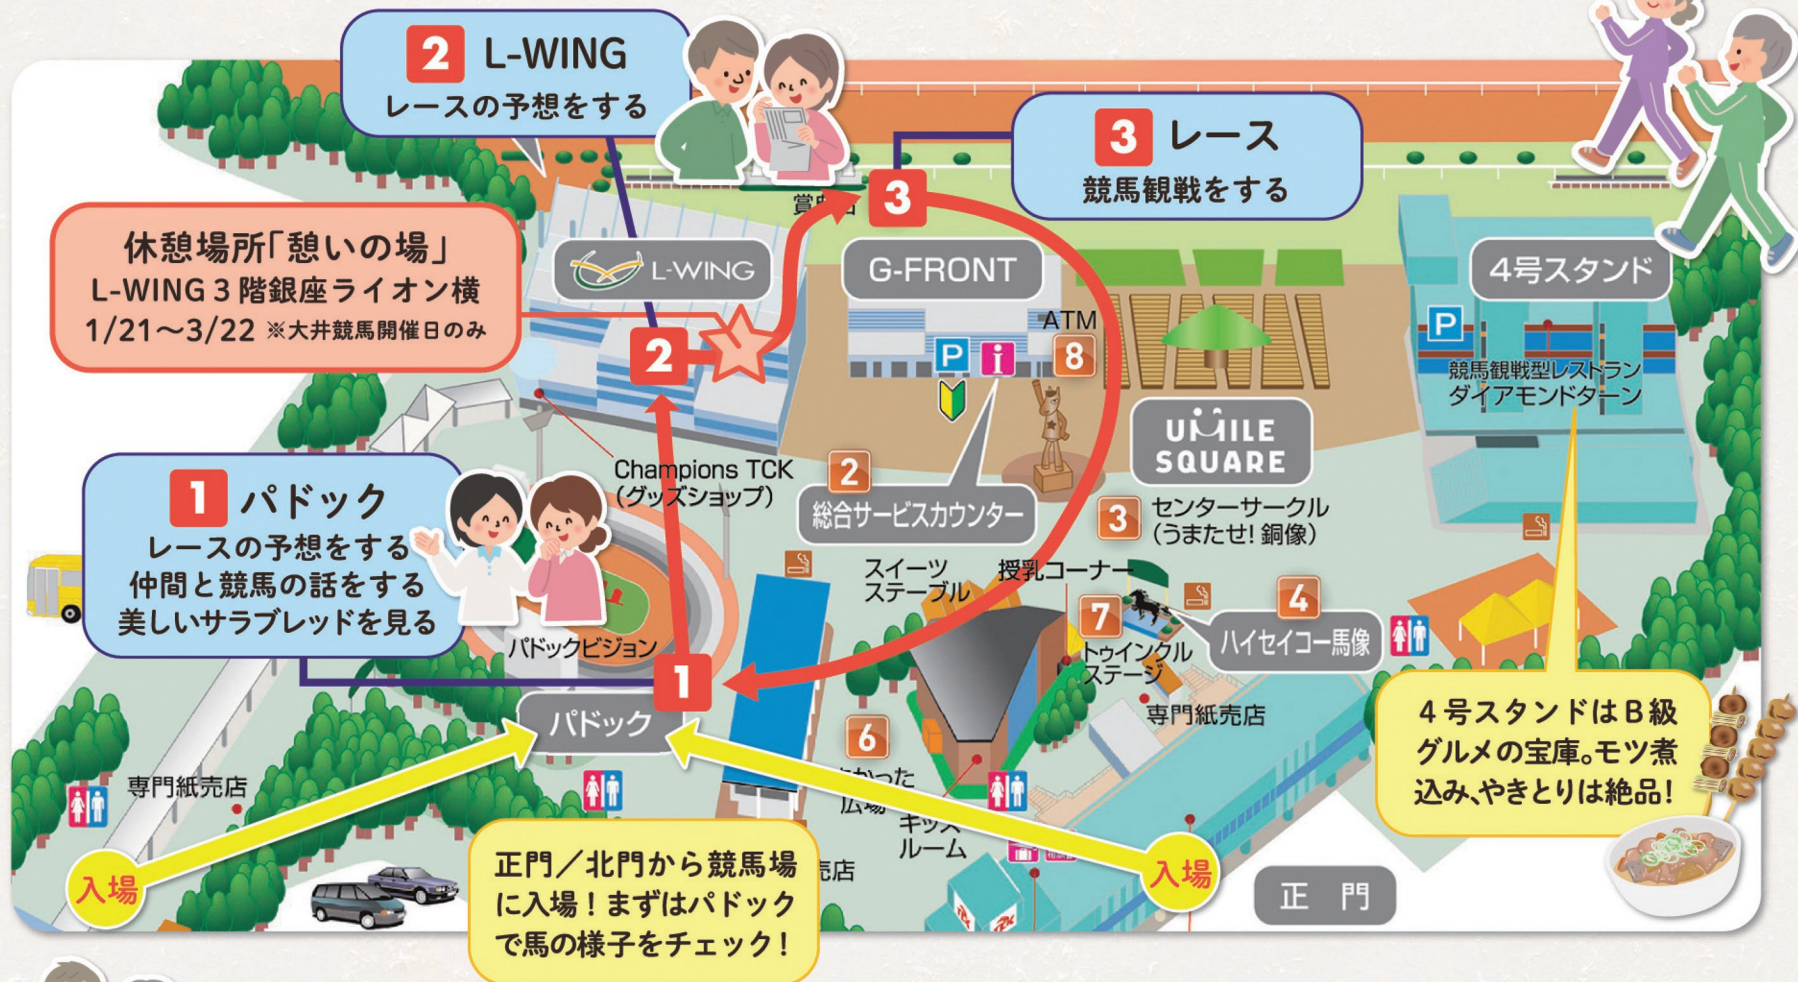 2 L-WING
レースの予想をする
3 レース
競馬観戦をする
3
休憩場所「憩いの場」
L-WING 3階銀座ライオン横
1/21〜3/22 ※大井競馬開催日のみ
L-WING
G-FRONT
4号スタンド
ATM
8
P
i
2
P
競馬観戦型レストラン
ダイアモンドターン
UMILE
SQUARE
Champions TCK
(グッズショップ)
2
総合サービスカウンター
3
センターサークル
(うまたせ! 銅像)
1 パドック
レースの予想をする
仲間と競馬の話をする
美しいサラブレッドを見る
パドックビジョン
1
パドック
スイーツ
ステーブル
授乳コーナー
7
トゥインクル
ステージ
4
ハイセイコー馬像
専門紙売店
6
広場
キッズ
ルーム
専門紙売店
入場
売店
入場
正 門
正門/北門から競馬場
に入場!まずはパドック
で馬の様子をチェック!
4号スタンドはB級
グルメの宝庫。モツ煮
込み、やきとりは絶品!